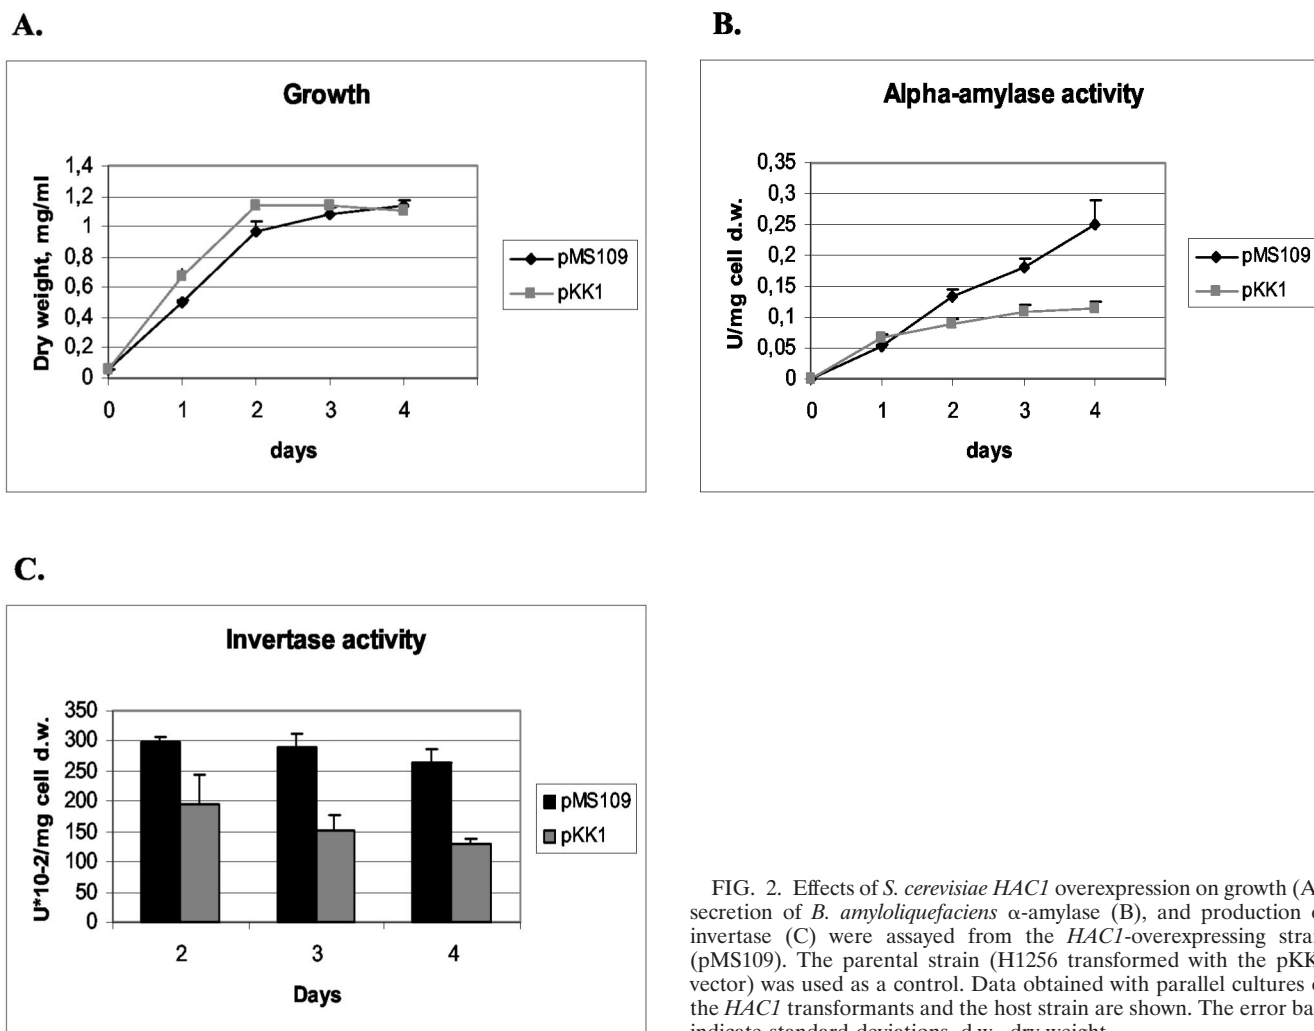 A.
Growth
Dry weight, mg/ml
1,4
1,2
1
0,8
0,6
0,4
0,2
0
0 1 2 3 4
days
pMS109
pKK1
B.
Alpha-amylase activity
U/mg cell d.w.
0,35
0,3
0,25
0,2
0,15
0,1
0,05
0
0 1 2 3 4
days
pMS109
pKK1
C.
Invertase activity
U*10-2/mg cell d.w.
350
300
250
200
150
100
50
0
2 3 4
Days
pMS109
pKK1
FIG. 2. Effects of S. cerevisiae HAC1 overexpression on growth (A
secretion of B. amyloliquefaciens α-amylase (B), and production
invertase (C) were assayed from the HAC1-overexpressing
(pMS109). The parental strain (H1256 transformed with the
vector) was used as a control. Data obtained with parallel cultures
the HAC1 transformants and the host strain are shown. The error
indicate standard deviations. d.w., dry weight.